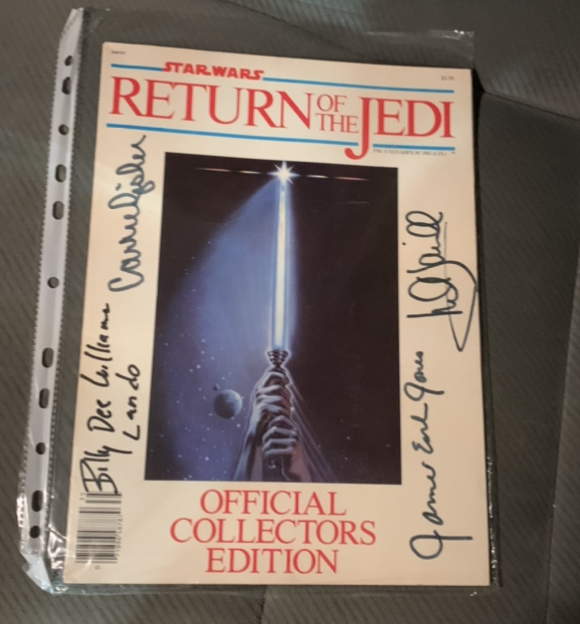 STAR WARS
RETURN OF THE JEDI
Carrie Fisher
Billy Dee Williams
Lando
James Earl Jones
OFFICIAL
COLLECTORS
EDITION